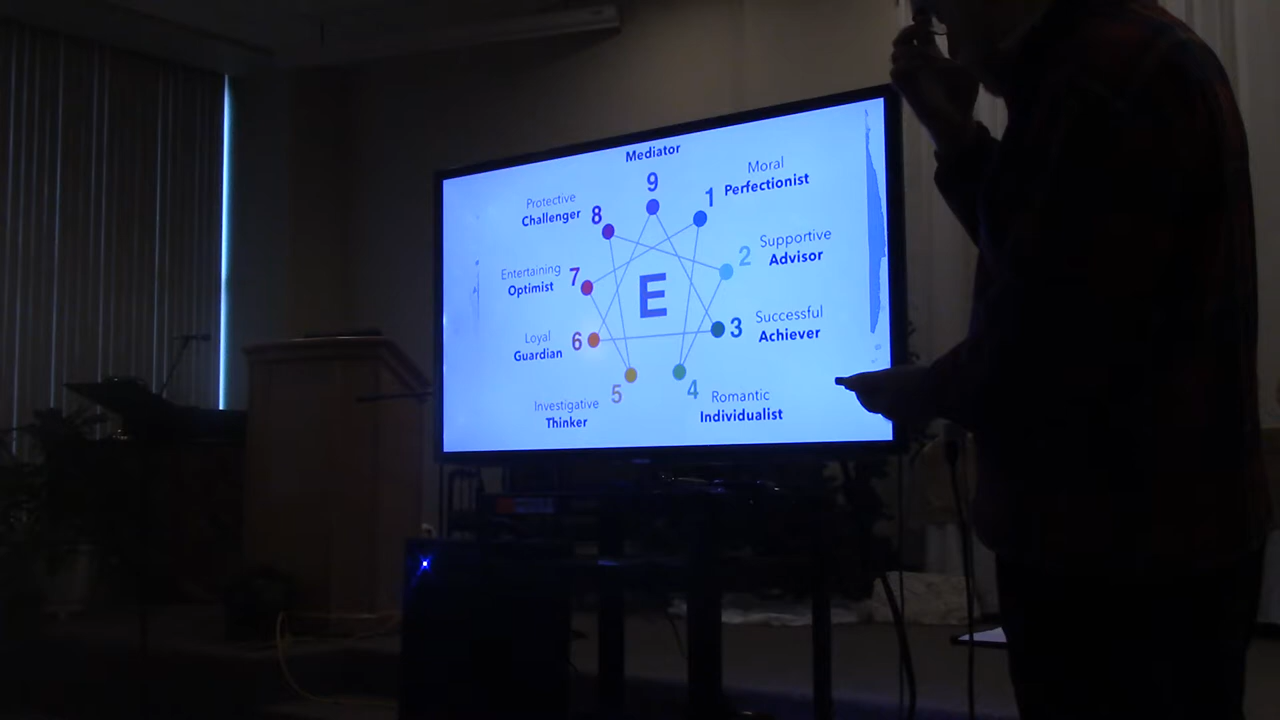 Mediator
9
Moral
1 Perfectionist
Protective
Challenger 8
Supportive
2 Advisor
Entertaining
Optimist 7
E
Successful
3 Achiever
Loyal
Guardian 6
5
Investigative
Thinker
4 Romantic
Individualist